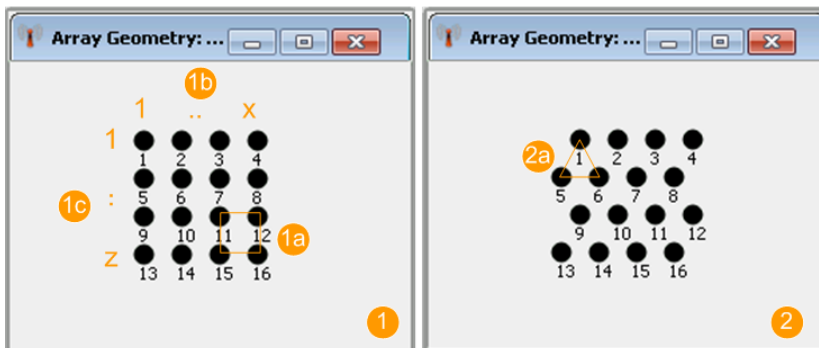 Array Geometry: ...
1b
1 .. x
1
1 2 3 4
:
1c
5 6 7 8
9 10 11 12
1a
z
13 14 15 16
1
Array Geometry: ...
2a
1 2 3 4
5 6 7 8
9 10 11 12
13 14 15 16
2